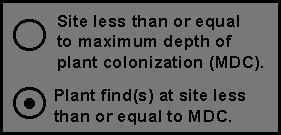 Site less than or equal
to maximum depth of
plant colonization (MDC).
Plant find(s) at site less
than or equal to MDC.